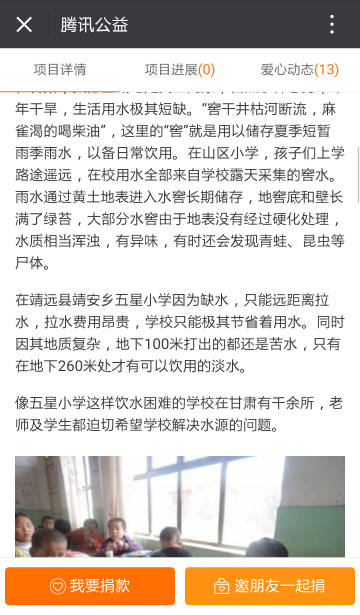 腾讯公益
项目详情 项目进展(0) 爱心动态(13)
年干旱，生活用水极其短缺。“窖干井枯河断流，麻
雀渴的喝柴油”，这里的“窖”就是用以储存夏季短暂
雨季雨水，以备日常饮用。在山区小学，孩子们上学
路途遥远，在校用水全部来自学校露天采集的窖水。
雨水通过黄土地表进入水窖长期储存，地窖底和壁长
满了绿苔，大部分水窖由于地表没有经过硬化处理，
水质相当浑浊，有异味，有时还会发现青蛙、昆虫等
尸体。
在靖远县靖安乡五星小学因为缺水，只能远距离拉
水，拉水费用昂贵，学校只能极其节省着用水。同时
因其地质复杂，地下100米打出的都还是苦水，只有
在地下260米处才有可以饮用的淡水。
像五星小学这样饮水困难的学校在甘肃有千余所，老
师及学生都迫切希望学校解决水源的问题。
我要捐款 邀朋友一起捐